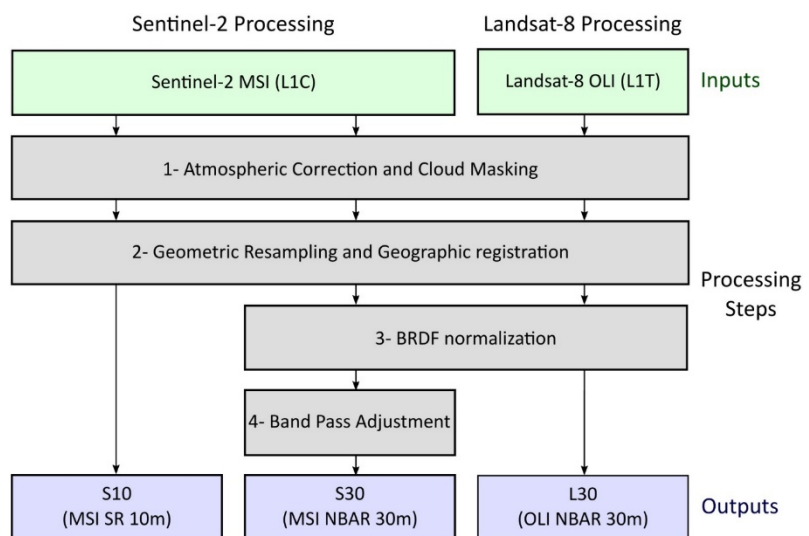 Sentinel-2 Processing
Landsat-8 Processing
Sentinel-2 MSI (L1C)
Landsat-8 OLI (L1T)
Inputs
1- Atmospheric Correction and Cloud Masking
2- Geometric Resampling and Geographic registration
Processing
Steps
3- BRDF normalization
4- Band Pass Adjustment
S10
(MSI SR 10m)
S30
(MSI NBAR 30m)
L30
(OLI NBAR 30m)
Outputs